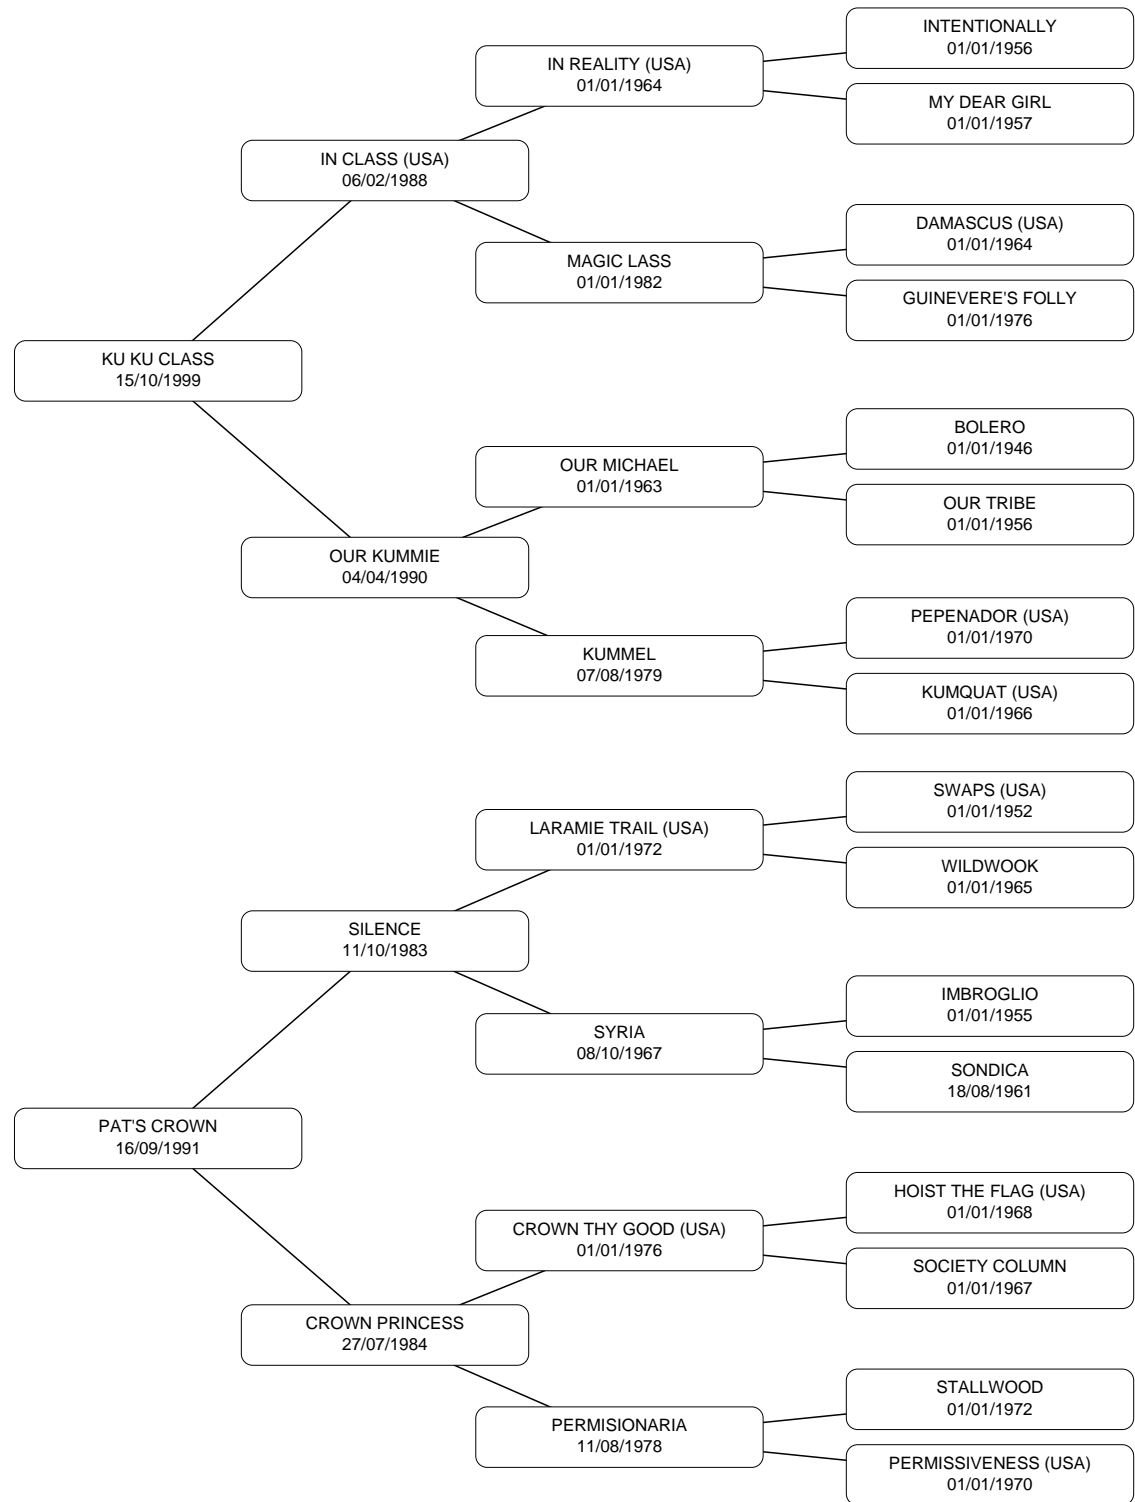 INTENTIONALLY
01/01/1956
IN REALITY (USA)
01/01/1964
MY DEAR GIRL
01/01/1957
IN CLASS (USA)
06/02/1988
DAMASCUS (USA)
01/01/1964
MAGIC LASS
01/01/1982
GUINEVERE'S FOLLY
01/01/1976
KU KU CLASS
15/10/1999
BOLERO
01/01/1946
OUR MICHAEL
01/01/1963
OUR TRIBE
01/01/1956
OUR KUMMIE
04/04/1990
PEPENADOR (USA)
01/01/1970
KUMMEL
07/08/1979
KUMQUAT (USA)
01/01/1966
SWAPS (USA)
01/01/1952
LARAMIE TRAIL (USA)
01/01/1972
WILDWOOK
01/01/1965
SILENCE
11/10/1983
IMBROGLIO
01/01/1955
SYRIA
08/10/1967
SONDICA
18/08/1961
PAT'S CROWN
16/09/1991
HOIST THE FLAG (USA)
01/01/1968
CROWN THY GOOD (USA)
01/01/1976
SOCIETY COLUMN
01/01/1967
CROWN PRINCESS
27/07/1984
STALLWOOD
01/01/1972
PERMISIONARIA
11/08/1978
PERMISSIVENESS (USA)
01/01/1970